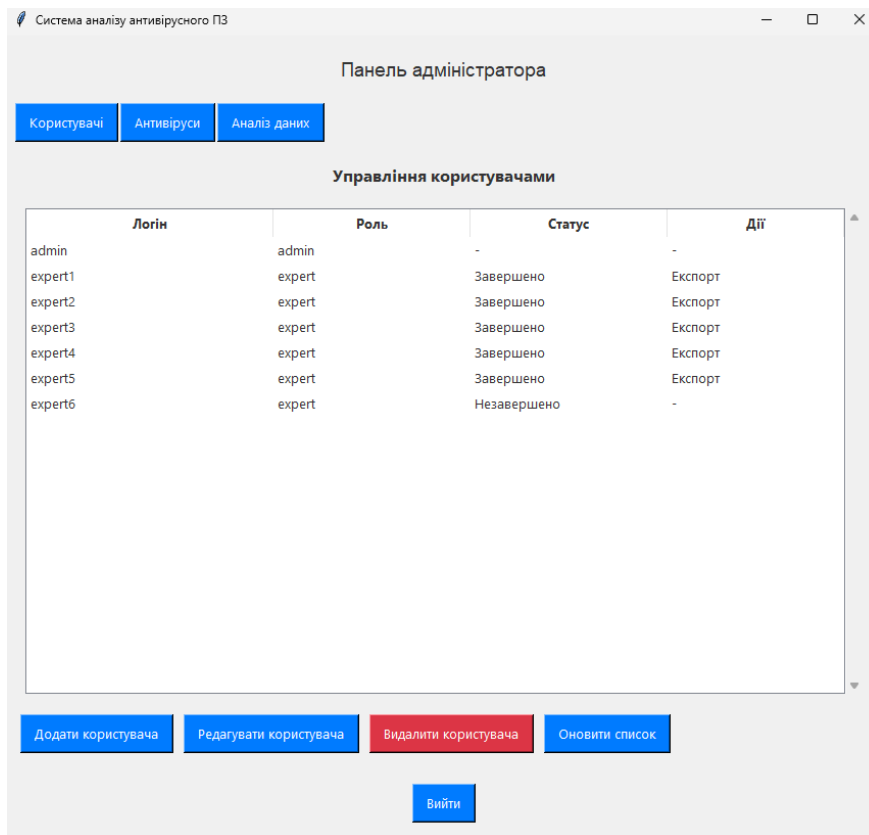 Система аналізу антивірусного ПЗ
Панель адміністратора
Користувачі Антивіруси Аналіз даних
Управління користувачами
Логін Роль Статус Дії
admin admin - -
expert1 expert Завершено Експорт
expert2 expert Завершено Експорт
expert3 expert Завершено Експорт
expert4 expert Завершено Експорт
expert5 expert Завершено Експорт
expert6 expert Незавершено -
Додати користувача Редагувати користувача Видалити користувача Оновити список
Вийти